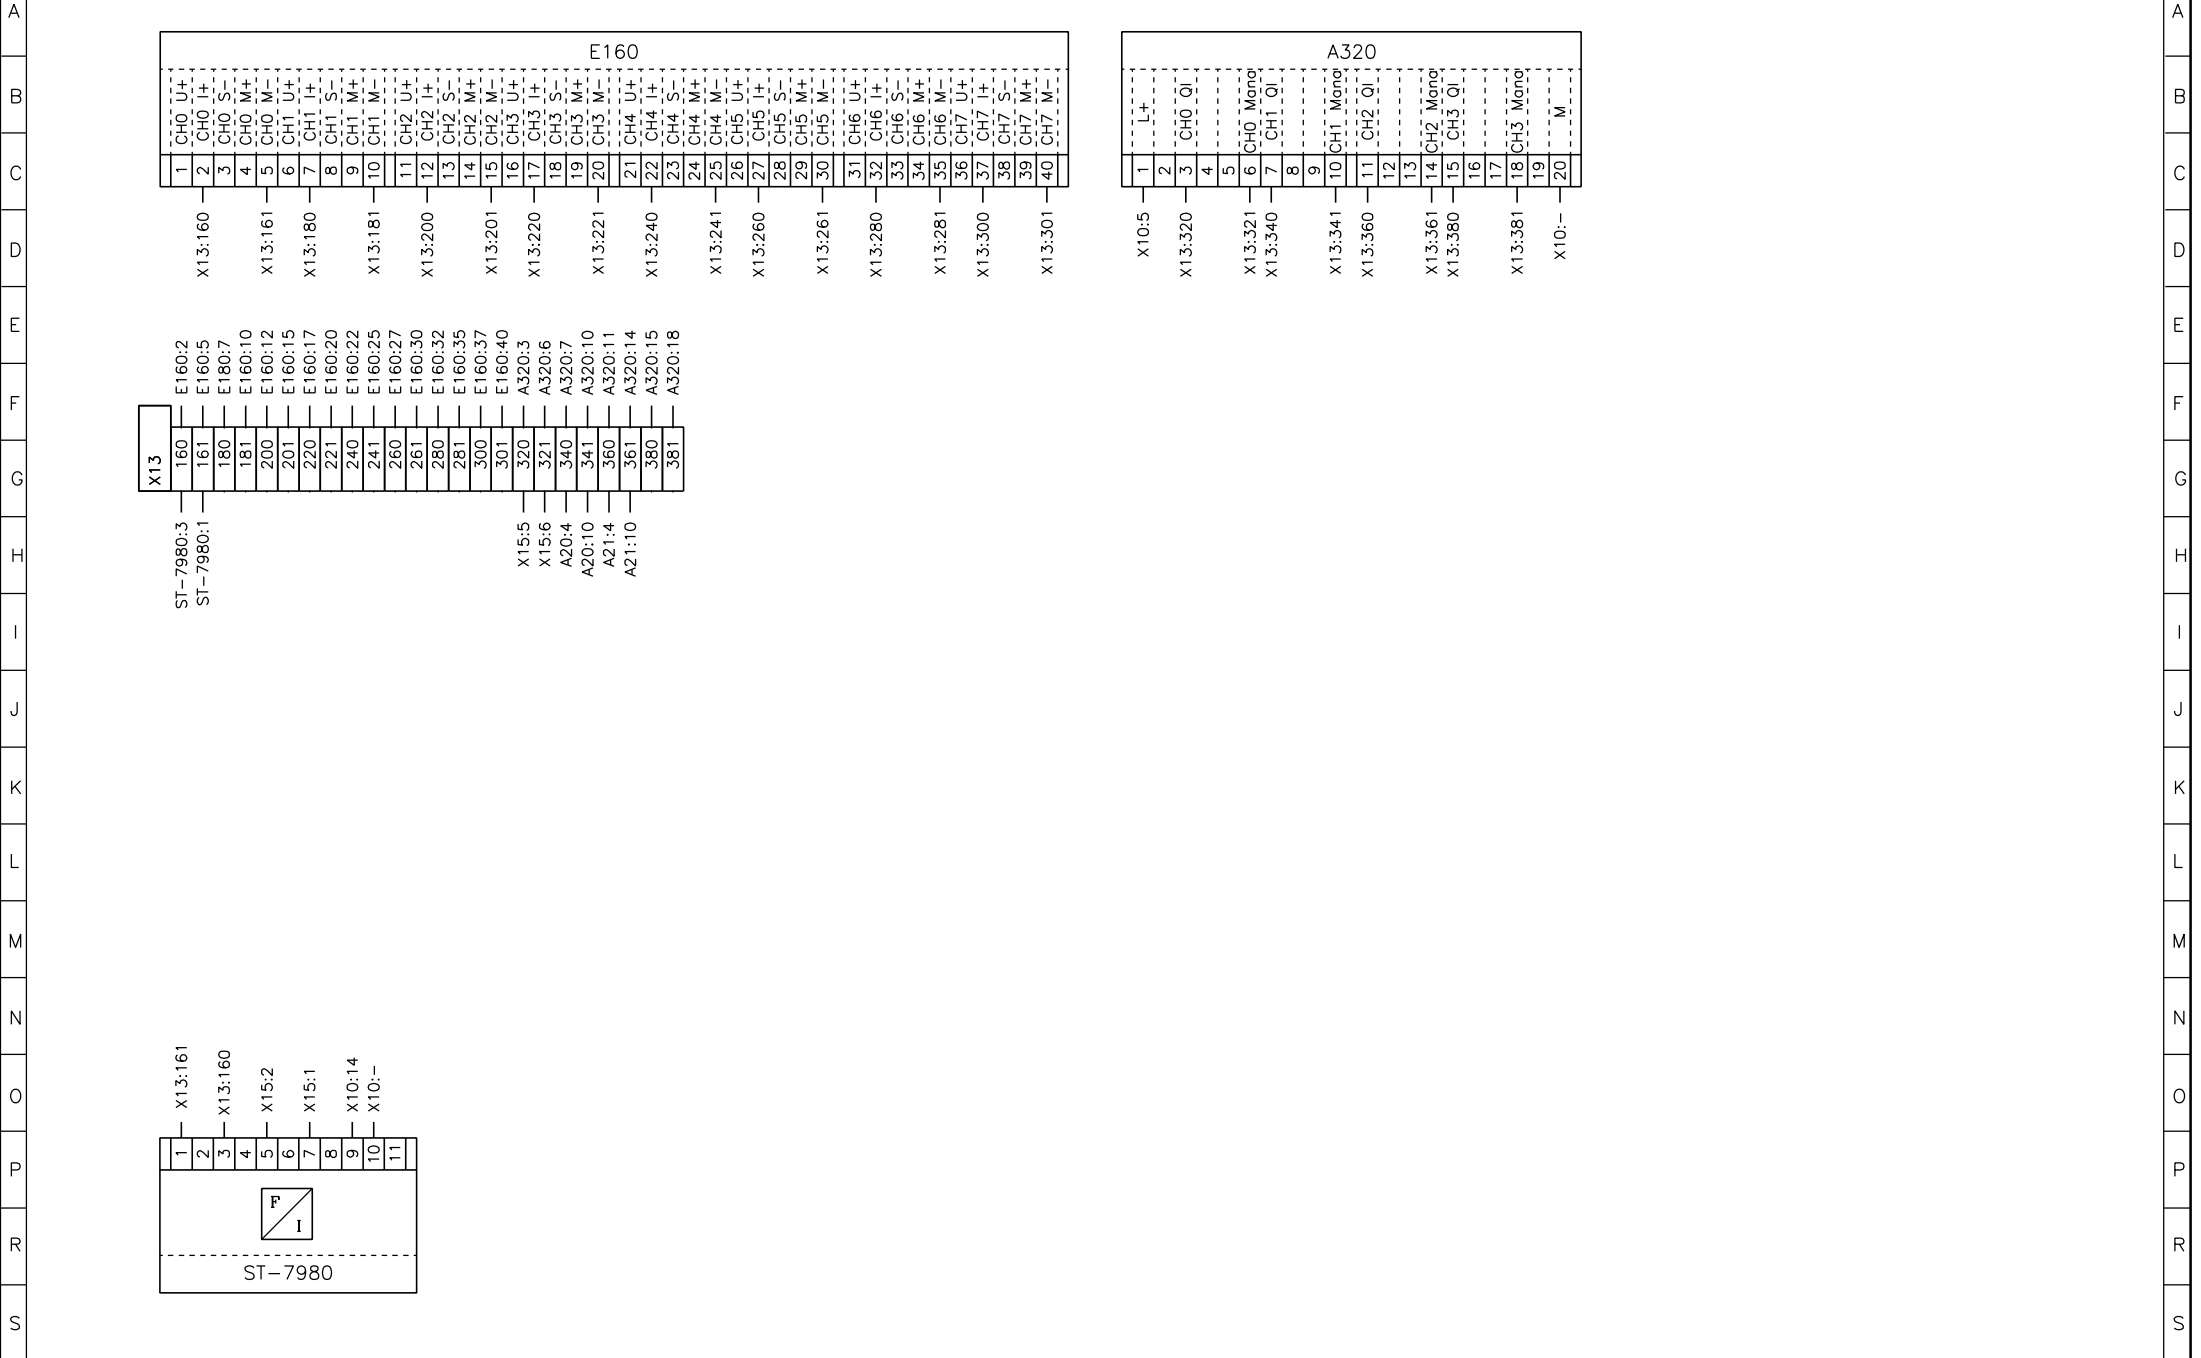 A A
B B
C C
D D
E E
F F
G G
H H
I I
J J
K K
L L
M M
N N
O O
P P
R R
S S
E160
CH0 U+ CH0 I+ CH0 S- CH0 M+ CH0 M- CH1 U+ CH1 I+ CH1 S- CH1 M+ CH1 M- CH2 U+ CH2 I+ CH2 S- CH2 M+ CH2 M- CH3 U+ CH3 I+ CH3 S- CH3 M+ CH3 M- CH4 U+ CH4 I+ CH4 S- CH4 M+ CH4 M- CH5 U+ CH5 I+ CH5 S- CH5 M+ CH5 M- CH6 U+ CH6 I+ CH6 S- CH6 M+ CH6 M- CH7 U+ CH7 I+ CH7 S- CH7 M+ CH7 M-
1 2 3 4 5 6 7 8 9 10 11 12 13 14 15 16 17 18 19 20 21 22 23 24 25 26 27 28 29 30 31 32 33 34 35 36 37 38 39 40
X13:160 X13:161 X13:180 X13:181 X13:200 X13:201 X13:220 X13:221 X13:240 X13:241 X13:260 X13:261 X13:280 X13:281 X13:300 X13:301
A320
L+ CH0 QI CH0 Mana CH1 QI CH1 Mana CH2 QI CH2 Mana CH3 QI CH3 Mana M
1 2 3 4 5 6 7 8 9 10 11 12 13 14 15 16 17 18 19 20
X10:5 X13:320 X13:321 X13:340 X13:341 X13:360 X13:361 X13:380 X13:381 X10:-
E160:2 E160:5 E180:7 E160:10 E160:12 E160:15 E160:17 E160:20 E160:22 E160:25 E160:27 E160:30 E160:32 E160:35 E160:37 E160:40 A320:3 A320:6 A320:7 A320:10 A320:11 A320:14 A320:15 A320:18
X13 160 161 180 181 200 201 220 221 240 241 260 261 280 281 300 301 320 321 340 341 360 361 380 381
ST-7980:3 ST-7980:1 X15:5 X15:6 A20:4 A20:10 A21:4 A21:10
X13:161 X13:160 X15:2 X15:1 X10:14 X10:-
1 2 3 4 5 6 7 8 9 10 11
F
I
ST-7980